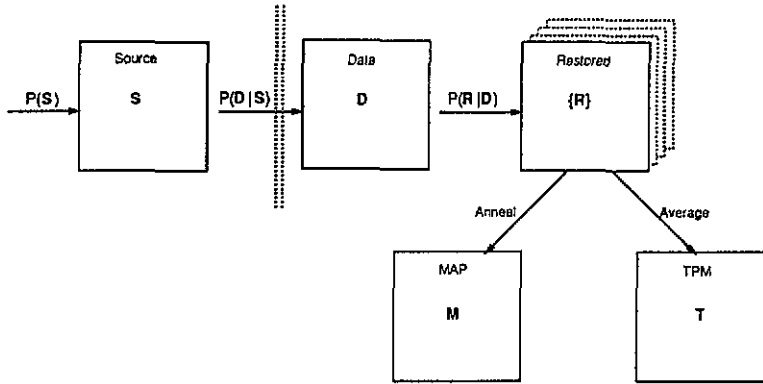 Source
S
P(S)
P(D|S)
Data
D
P(R|D)
Restored
{R}
Anneal
Average
MAP
M
TPM
T